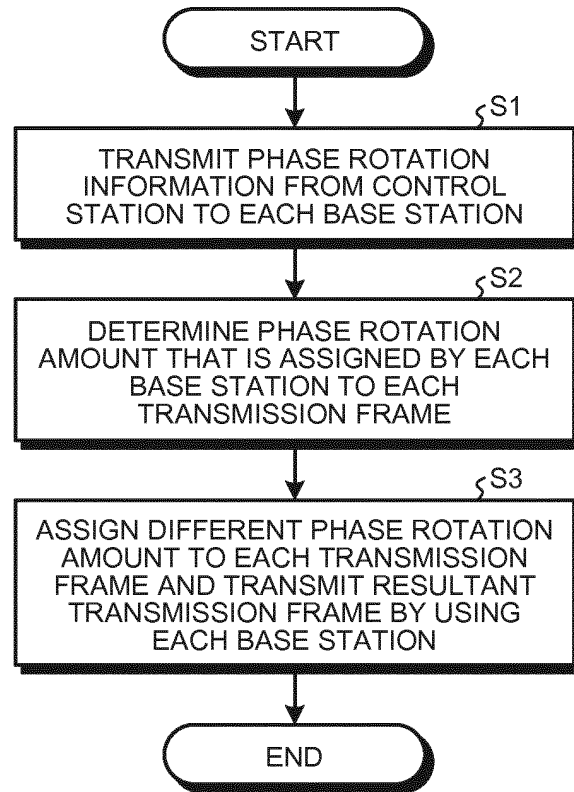 START
S1
TRANSMIT PHASE ROTATION
INFORMATION FROM CONTROL
STATION TO EACH BASE STATION
S2
DETERMINE PHASE ROTATION
AMOUNT THAT IS ASSIGNED BY EACH
BASE STATION TO EACH
TRANSMISSION FRAME
S3
ASSIGN DIFFERENT PHASE ROTATION
AMOUNT TO EACH TRANSMISSION
FRAME AND TRANSMIT RESULTANT
TRANSMISSION FRAME BY USING
EACH BASE STATION
END